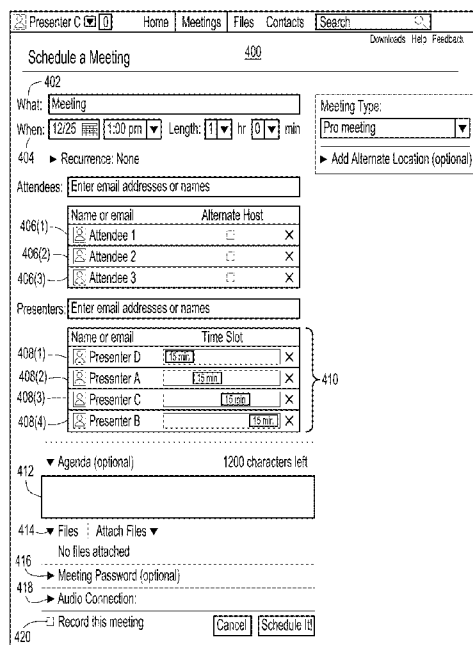 Presenter C 0 Home Meetings Files Contacts Search
Downloads Help Feedback
Schedule a Meeting 400
402
What: Meeting
When: 12/25 1:00 pm Length: 1 hr 0 min
404 Recurrence: None
Meeting Type:
Pro meeting
Add Alternate Location (optional)
Attendees: Enter email addresses or names
Name or email Alternate Host
406(1) Attendee 1 X
406(2) Attendee 2 X
406(3) Attendee 3 X
Presenters: Enter email addresses or names
Name or email Time Slot
408(1) Presenter D 15 min. X
408(2) Presenter A 15 min. X
408(3) Presenter C 15 min. X
408(4) Presenter B 15 min. X
410
Agenda (optional) 1200 characters left
412
414 Files Attach Files
No files attached
416 Meeting Password (optional)
418 Audio Connection:
420 Record this meeting Cancel Schedule It!